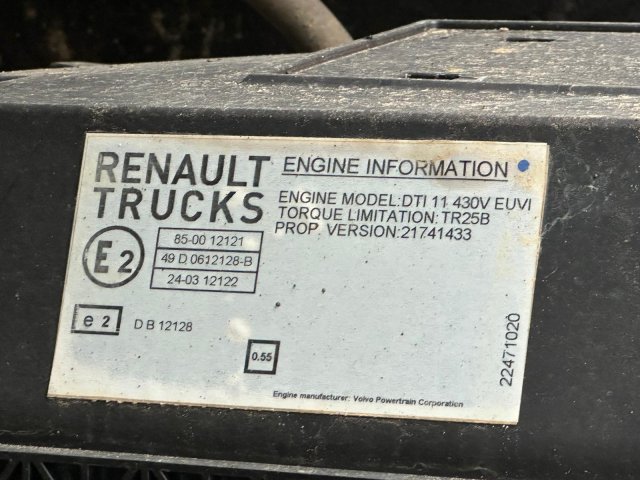 RENAULT
TRUCKS
ENGINE INFORMATION
ENGINE MODEL:DTI 11 430V EUVI
TORQUE LIMITATION:TR25B
PROP. VERSION:21741433
E2
85-00 12121
49 D 0612128-B
24-03 12122
e 2
D B 12128
0.55
22471020
Engine manufacturer: Volvo Powertrain Corporation